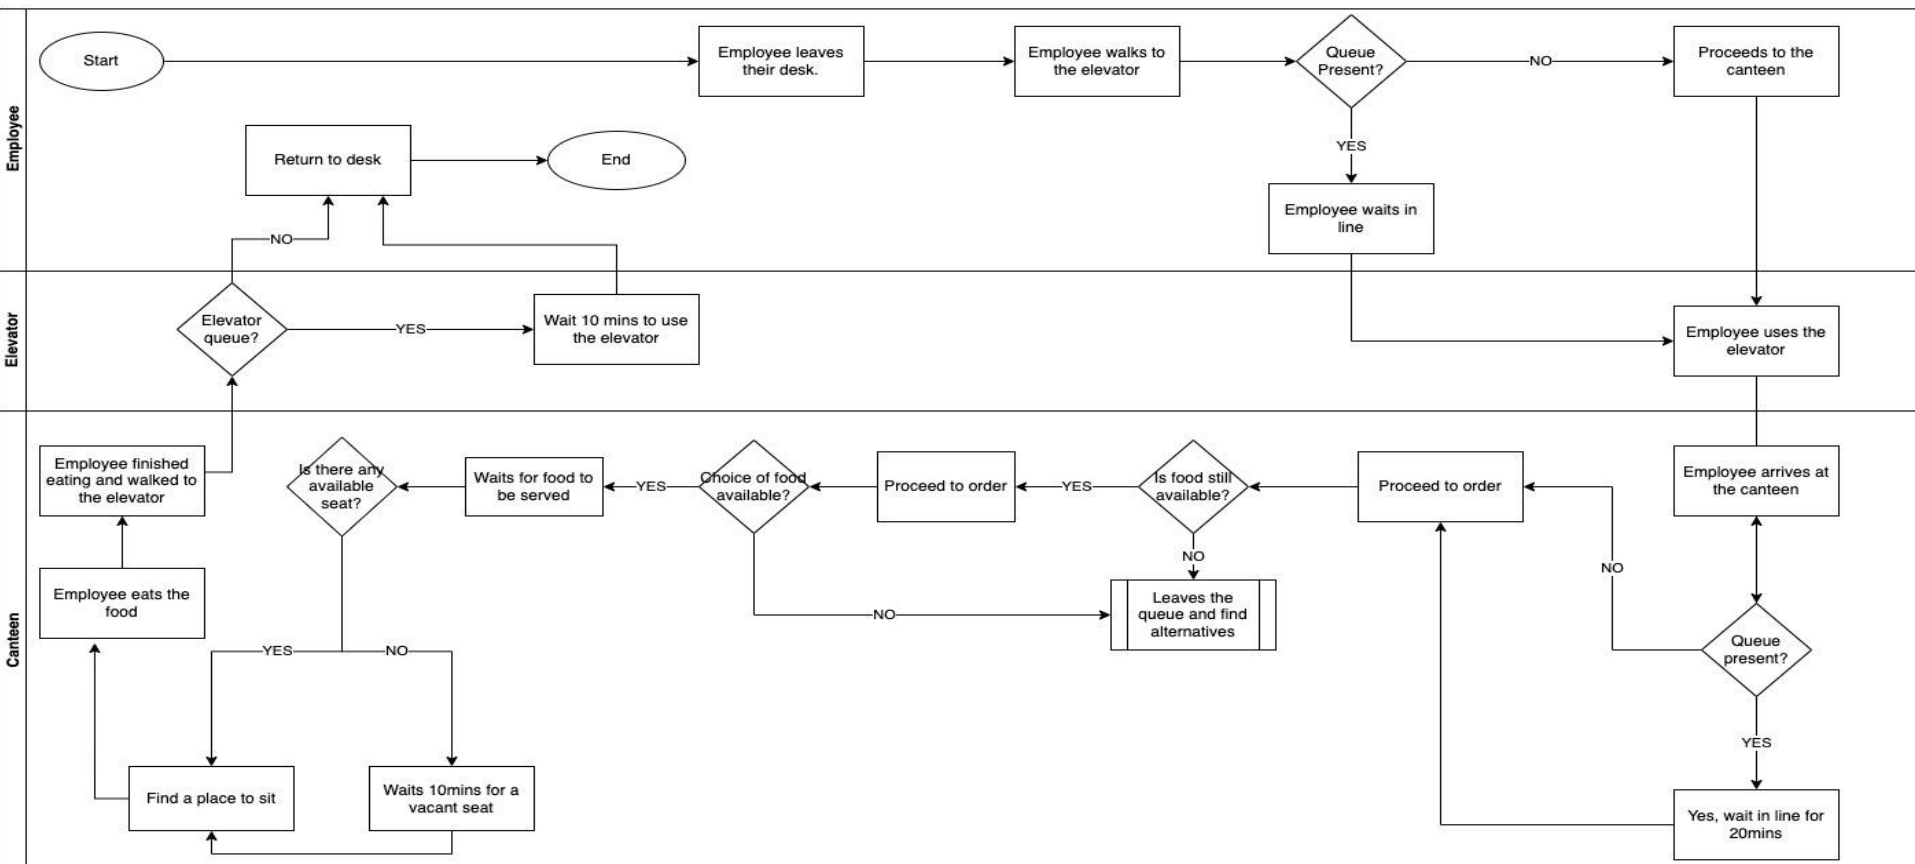 Employee
Start
Employee leaves
their desk.
Employee walks to
the elevator
Queue
Present?
NO
Proceeds to the
canteen
YES
Employee waits in
line
Return to desk
End
NO
Elevator
Elevator
queue?
YES
Wait 10 mins to use
the elevator
Employee uses the
elevator
Canteen
Employee finished
eating and walked to
the elevator
Is there any
available
seat?
Waits for food to
be served
YES
Choice of food
available?
Proceed to order
YES
Is food still
available?
Proceed to order
Employee arrives at
the canteen
NO
NO
Leaves the
queue and find
alternatives
NO
Employee eats the
food
Queue
present?
YES
NO
YES
Find a place to sit
Waits 10mins for a
vacant seat
Yes, wait in line for
20mins